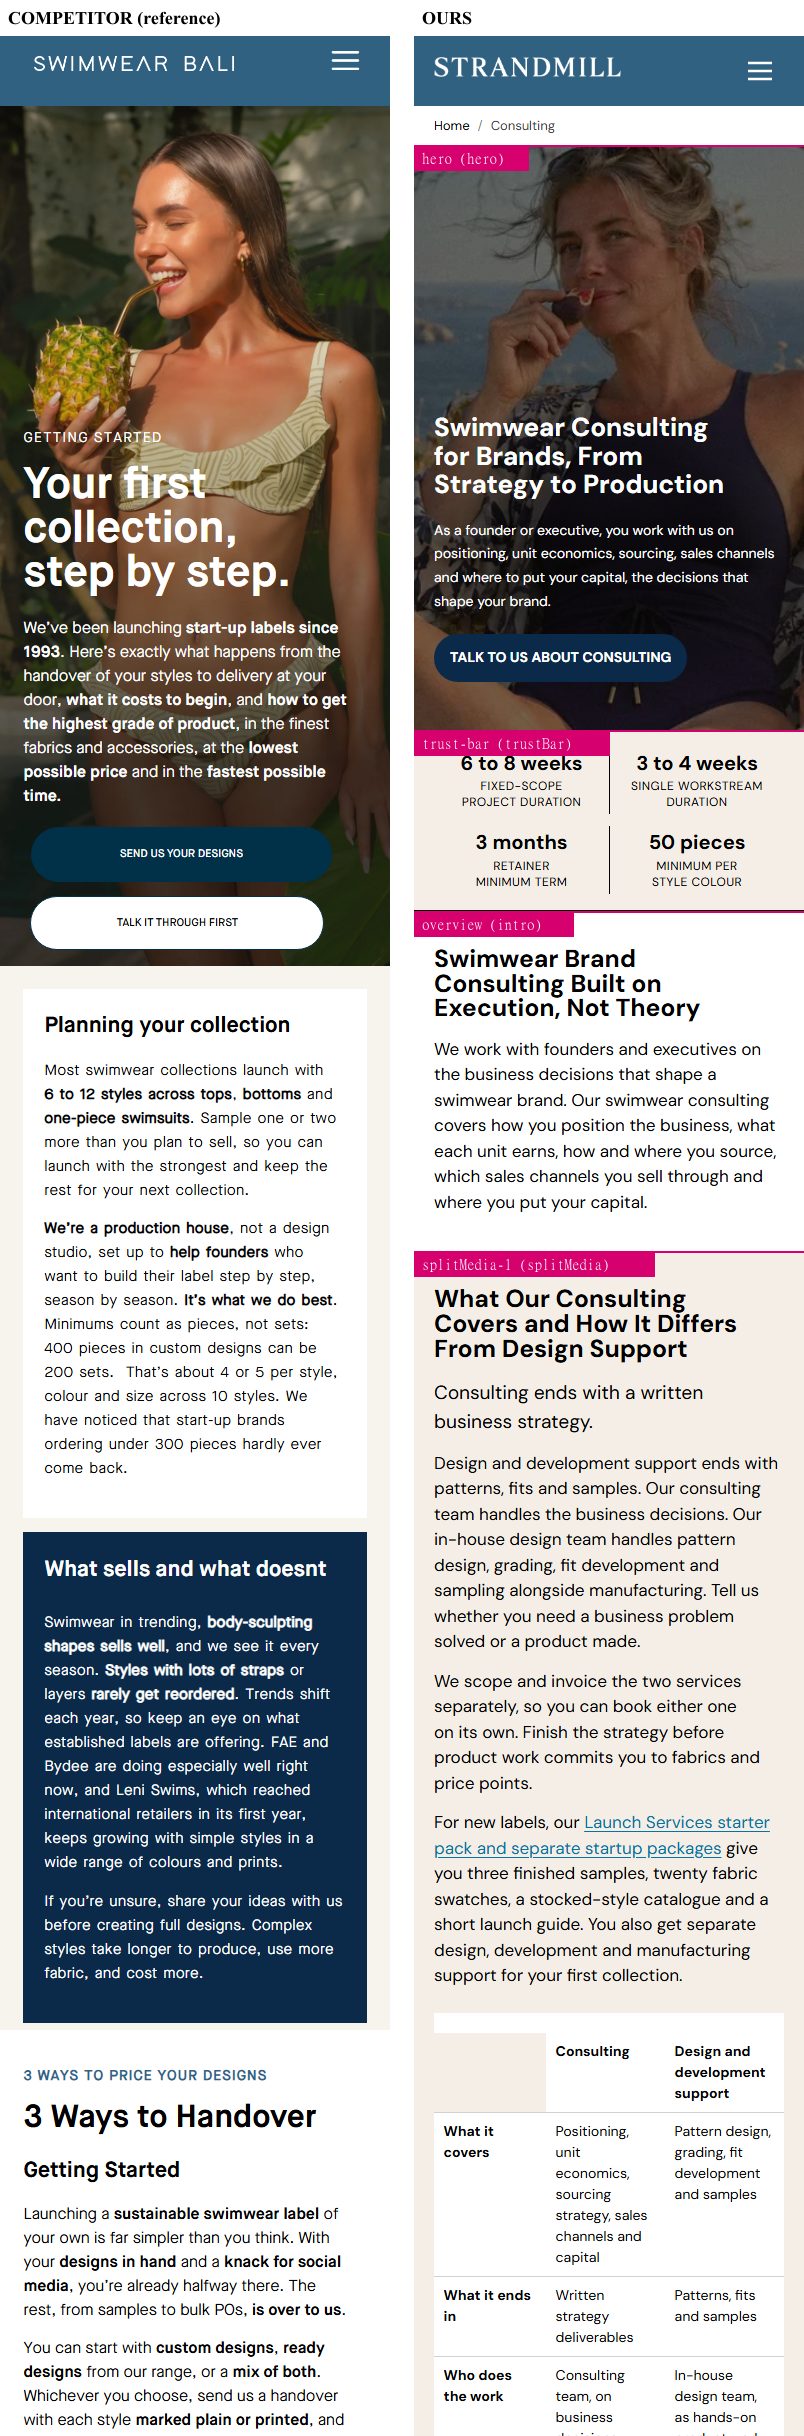 COMPETITOR (reference)
SWIMWEAR BALI
GETTING STARTED
Your first
collection,
step by step.
We've been launching start-up labels since
1993. Here's exactly what happens from the
handover of your styles to delivery at your
door, what it costs to begin, and how to get
the highest grade of product, in the finest
fabrics and accessories, at the lowest
possible price and in the fastest possible
time.
SEND US YOUR DESIGNS
TALK IT THROUGH FIRST
Planning your collection
Most swimwear collections launch with
6 to 12 styles across tops, bottoms and
one-piece swimsuits. Sample one or two
more than you plan to sell, so you can
launch with the strongest and keep the
rest for your next collection.
We're a production house, not a design
studio, set up to help founders who
want to build their label step by step,
season by season. It's what we do best.
Minimums count as pieces, not sets:
400 pieces in custom designs can be
200 sets. That's about 4 or 5 per style,
colour and size across 10 styles. We
have noticed that start-up brands
ordering under 300 pieces hardly ever
come back.
What sells and what doesnt
Swimwear in trending, body-sculpting
shapes sells well, and we see it every
season. Styles with lots of straps or
layers rarely get reordered. Trends shift
each year, so keep an eye on what
established labels are offering. FAE and
Bydee are doing especially well right
now, and Leni Swims, which reached
international retailers in its first year,
keeps growing with simple styles in a
wide range of colours and prints.
If you're unsure, share your ideas with us
before creating full designs. Complex
styles take longer to produce, use more
fabric, and cost more.
3 WAYS TO PRICE YOUR DESIGNS
3 Ways to Handover
Getting Started
Launching a sustainable swimwear label of
your own is far simpler than you think. With
your designs in hand and a knack for social
media, you're already halfway there. The
rest, from samples to bulk POs, is over to us.
You can start with custom designs, ready
designs from our range, or a mix of both.
Whichever you choose, send us a handover
with each style marked plain or printed, and
OURS
STRANDMILL
Home / Consulting
hero (hero)
Swimwear Consulting
for Brands, From
Strategy to Production
As a founder or executive, you work with us on
positioning, unit economics, sourcing, sales channels
and where to put your capital, the decisions that
shape your brand.
TALK TO US ABOUT CONSULTING
trust-bar (trustBar)
6 to 8 weeks
FIXED-SCOPE
PROJECT DURATION
3 to 4 weeks
SINGLE WORKSTREAM
DURATION
3 months
RETAINER
MINIMUM TERM
50 pieces
MINIMUM PER
STYLE COLOUR
overview (intro)
Swimwear Brand
Consulting Built on
Execution, Not Theory
We work with founders and executives on
the business decisions that shape a
swimwear brand. Our swimwear consulting
covers how you position the business, what
each unit earns, how and where you source,
which sales channels you sell through and
where you put your capital.
splitMedia-1 (splitMedia)
What Our Consulting
Covers and How It Differs
From Design Support
Consulting ends with a written
business strategy.
Design and development support ends with
patterns, fits and samples. Our consulting
team handles the business decisions. Our
in-house design team handles pattern
design, grading, fit development and
sampling alongside manufacturing. Tell us
whether you need a business problem
solved or a product made.
We scope and invoice the two services
separately, so you can book either one
on its own. Finish the strategy before
product work commits you to fabrics and
price points.
For new labels, our Launch Services starter
pack and separate startup packages give
you three finished samples, twenty fabric
swatches, a stocked-style catalogue and a
short launch guide. You also get separate
design, development and manufacturing
support for your first collection.
Consulting
Design and
development
support
What it
covers
Positioning,
unit
economics,
sourcing
strategy, sales
channels and
capital
Pattern design,
grading, fit
development
and samples
What it ends
in
Written
strategy
deliverables
Patterns, fits
and samples
Who does
the work
Consulting
team, on
business
In-house
design team,
as hands-on